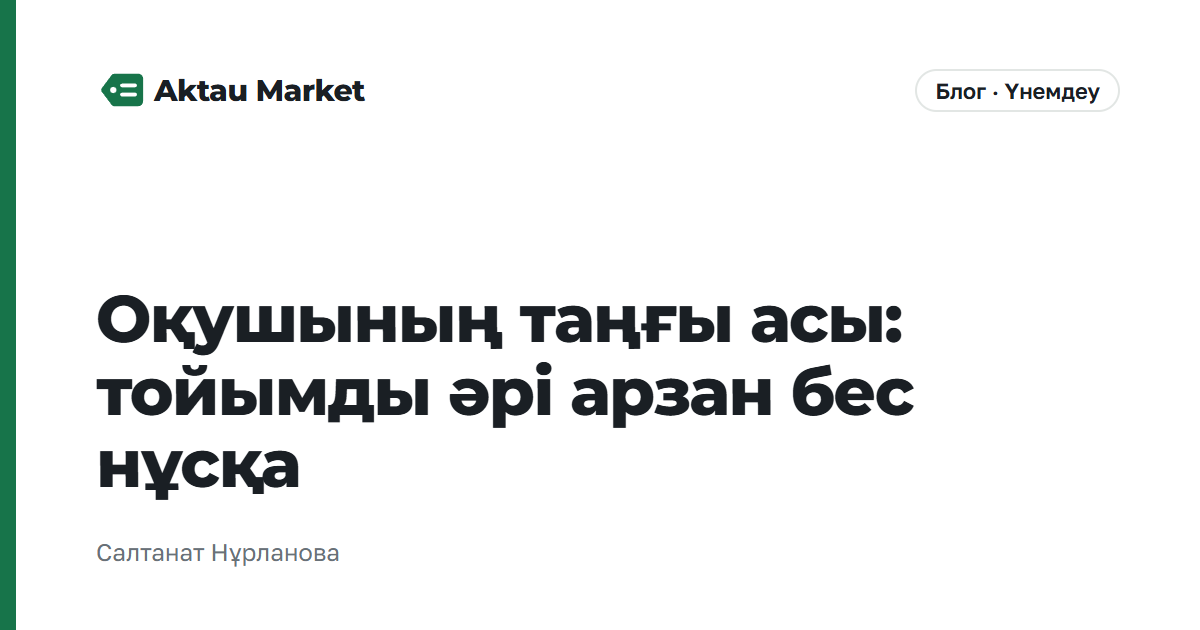 Aktau Market
Блог · Үнемдеу
Оқушының таңғы асы:
тойымды әрі арзан бес
нұсқа
Салтанат Нұрланова